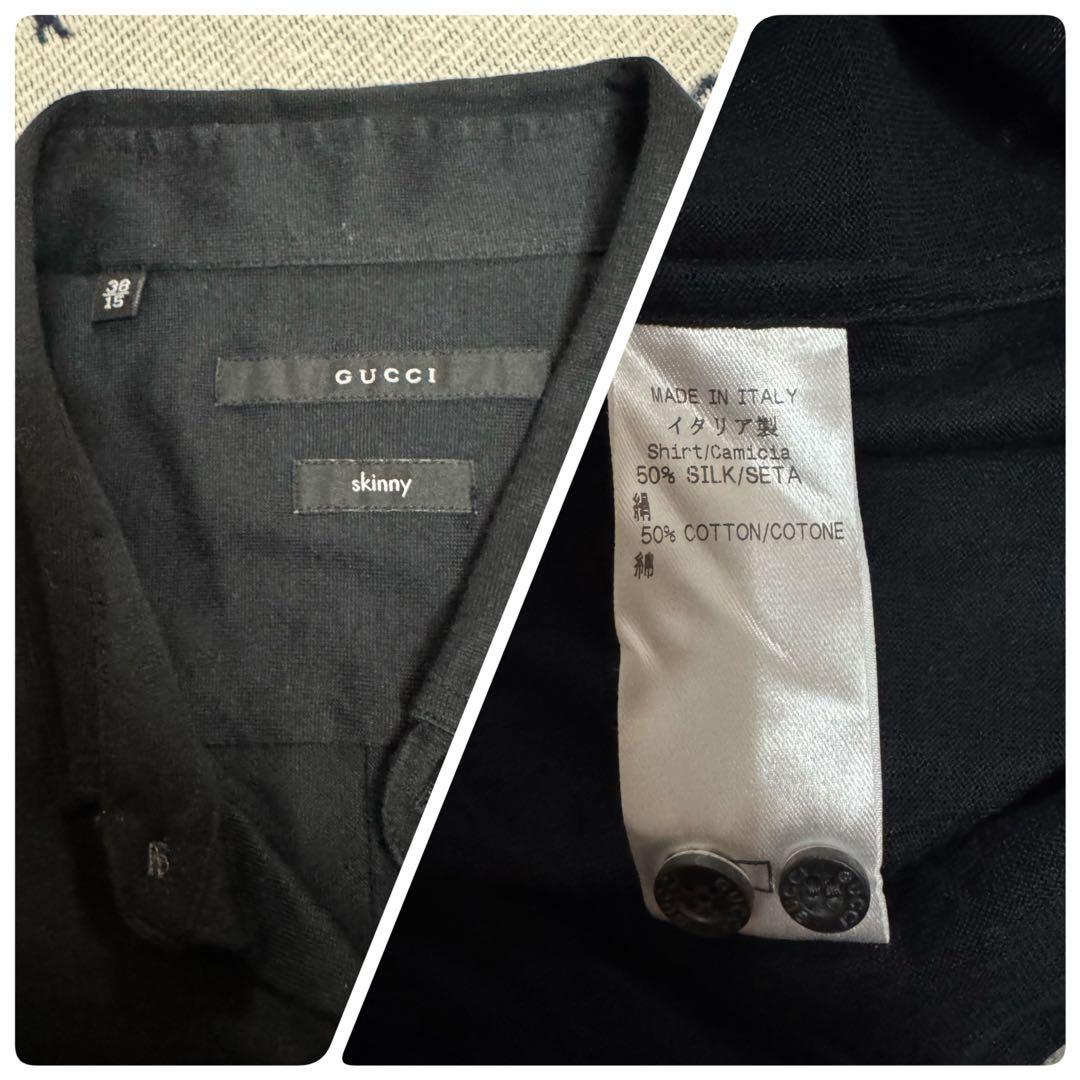 38
15
GUCCI
skinny
MADE IN ITALY
イタリア製
Shirt/Camicia
50% SILK/SETA
絹
50% COTTON/COTONE
綿
GUCCI